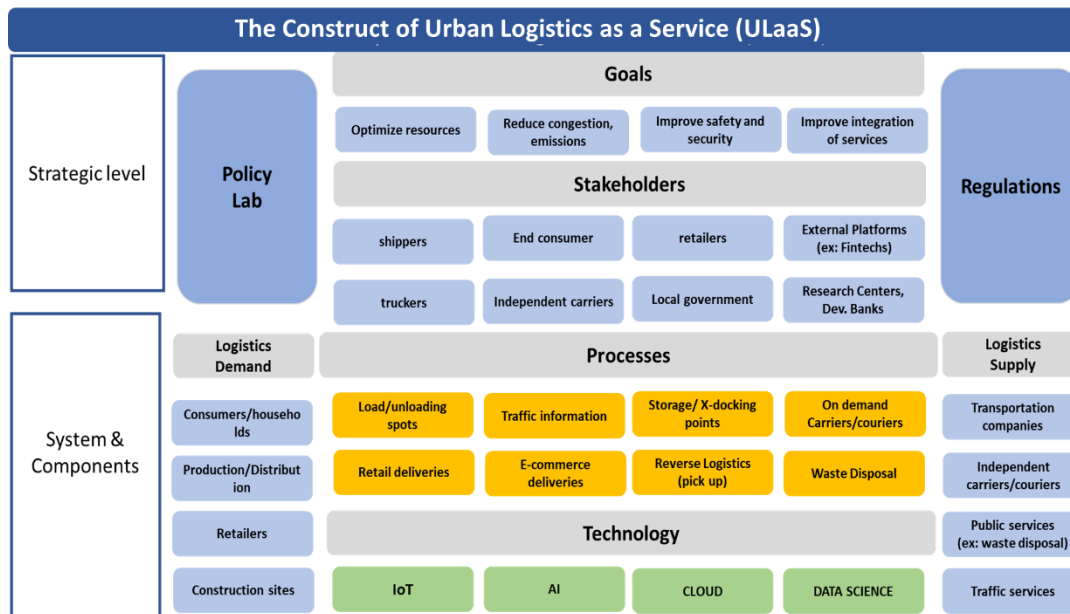 The Construct of Urban Logistics as a Service (ULaaS)
Strategic level
Policy
Lab
Goals
Optimize resources
Reduce congestion,
emissions
Improve safety and
security
Improve integration
of services
Stakeholders
shippers
End consumer
retailers
External Platforms
(ex: Fintechs)
truckers
Independent carriers
Local government
Research Centers,
Dev. Banks
Regulations
System &
Components
Logistics
Demand
Processes
Logistics
Supply
Consumers/househo
lds
Load/unloading
spots
Traffic information
Storage/ X-docking
points
On demand
Carriers/couriers
Transportation
companies
Production/Distribut
ion
Retail deliveries
E-commerce
deliveries
Reverse Logistics
(pick up)
Waste Disposal
Independent
carriers/couriers
Retailers
Technology
Public services
(ex: waste disposal)
Construction sites
IoT
AI
CLOUD
DATA SCIENCE
Traffic services